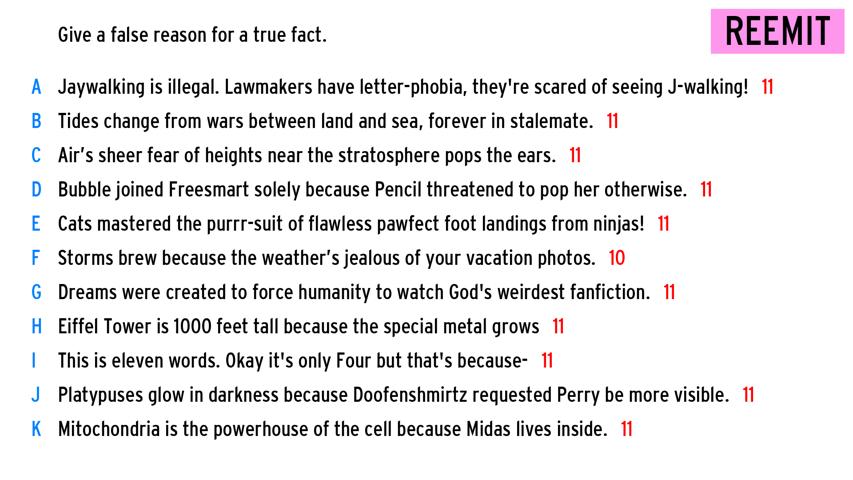 Give a false reason for a true fact.
REEMIT
A Jaywalking is illegal. Lawmakers have letter-phobia, they're scared of seeing J-walking! 11
B Tides change from wars between land and sea, forever in stalemate. 11
C Air’s sheer fear of heights near the stratosphere pops the ears. 11
D Bubble joined Freesmart solely because Pencil threatened to pop her otherwise. 11
E Cats mastered the purrr-suit of flawless pawfect foot landings from ninjas! 11
F Storms brew because the weather’s jealous of your vacation photos. 10
G Dreams were created to force humanity to watch God's weirdest fanfiction. 11
H Eiffel Tower is 1000 feet tall because the special metal grows 11
I This is eleven words. Okay it's only Four but that's because- 11
J Platypuses glow in darkness because Doofenshmirtz requested Perry be more visible. 11
K Mitochondria is the powerhouse of the cell because Midas lives inside. 11